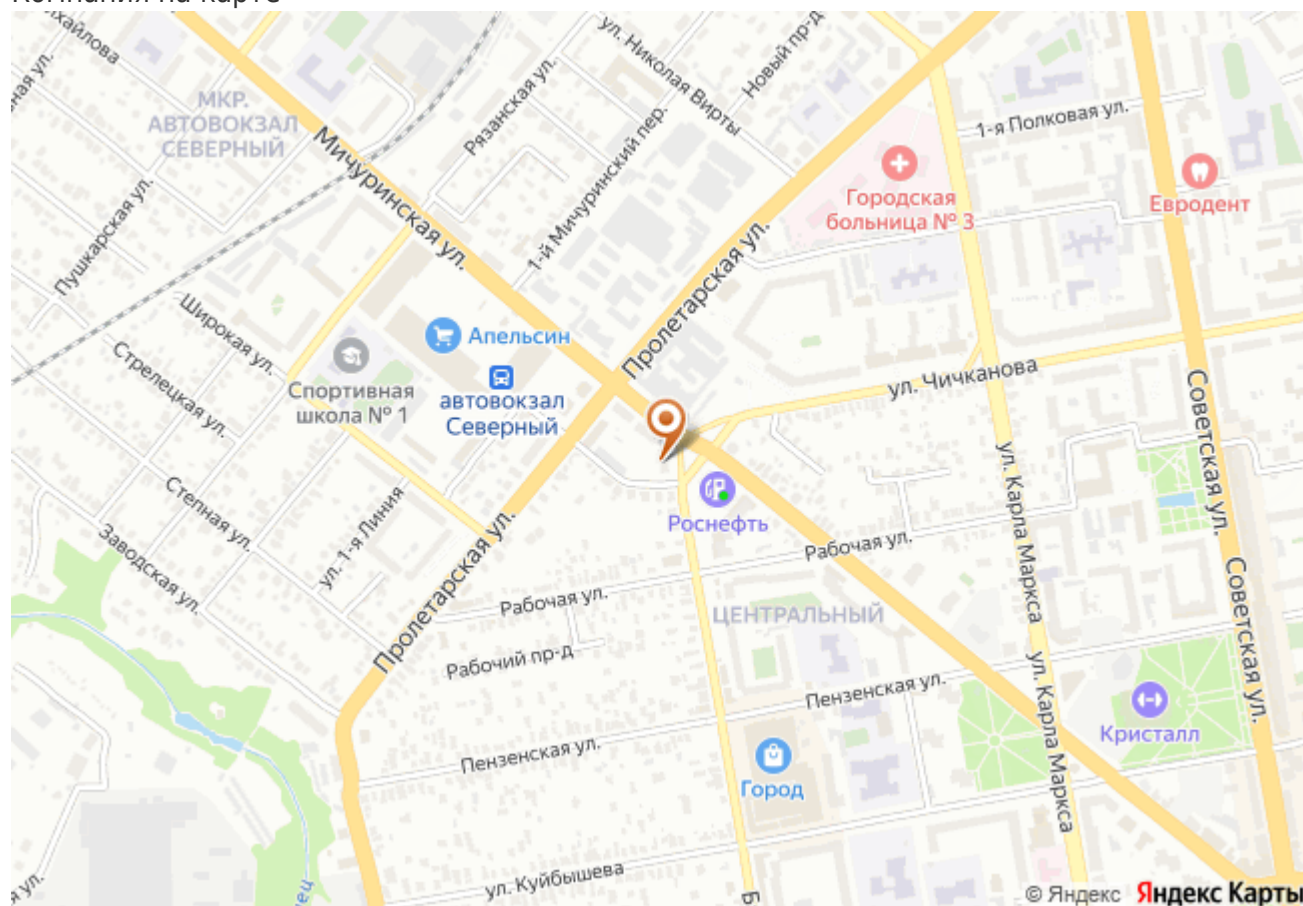 Компания на карте
ул. Николая Вирты
Новый пр-д
МКР.
АВТОВОКЗАЛ
СЕВЕРНЫЙ
Рязанская ул.
1-я Полковая ул.
Мичуринская ул.
1-й Мичуринский пер.
Городская
больница № 3
Евродент
Пушкарская ул.
Пролетарская ул.
Широкая ул.
Апельсин
Стрелецкая ул.
Спортивная
школа № 1
автовокзал
Северный
ул. Чичканова
Советская ул.
Степная ул.
ул. 1-я Линия
Роснефть
ул. Карла Маркса
Заводская ул.
Пролетарская ул.
Рабочая ул.
Рабочая ул.
ЦЕНТРАЛЬНЫЙ
Советская ул.
Рабочий пр-д
Пензенская ул.
ул. Карла Маркса
Кристалл
Пензенская ул.
Город
ул. Куйбышева
© Яндекс Яндекс Карты